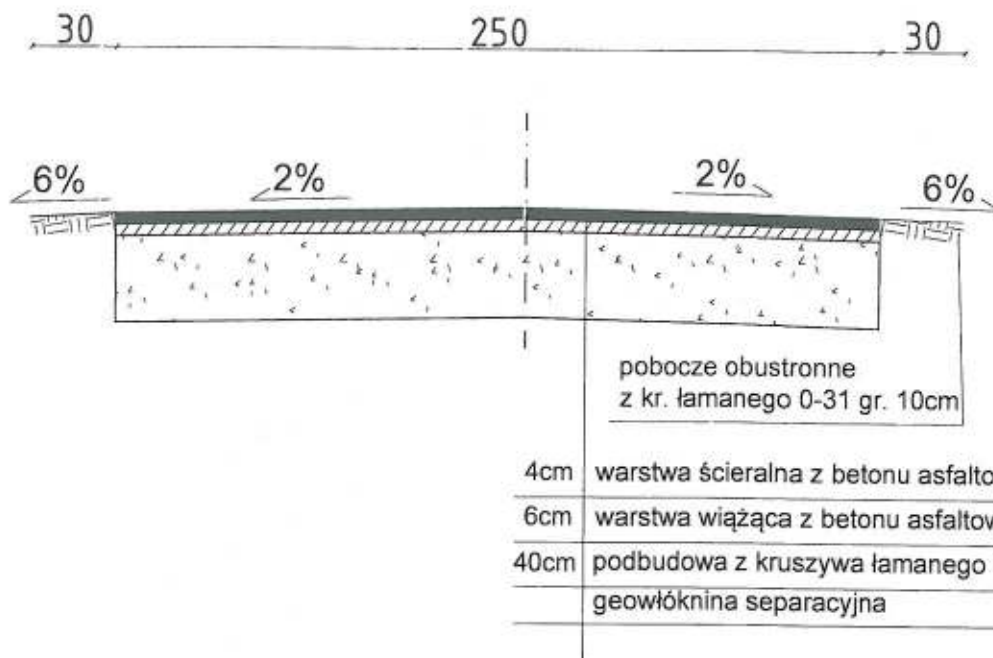 30 250 30
6% 2% 2% 6%
pobocze obustronne
z kr. łamanego 0-31 gr. 10cm
4cm warstwa ścieralna z betonu asfalto
6cm warstwa wiążąca z betonu asfaltow
40cm podbudowa z kruszywa łamanego
geowłóknina separacyjna